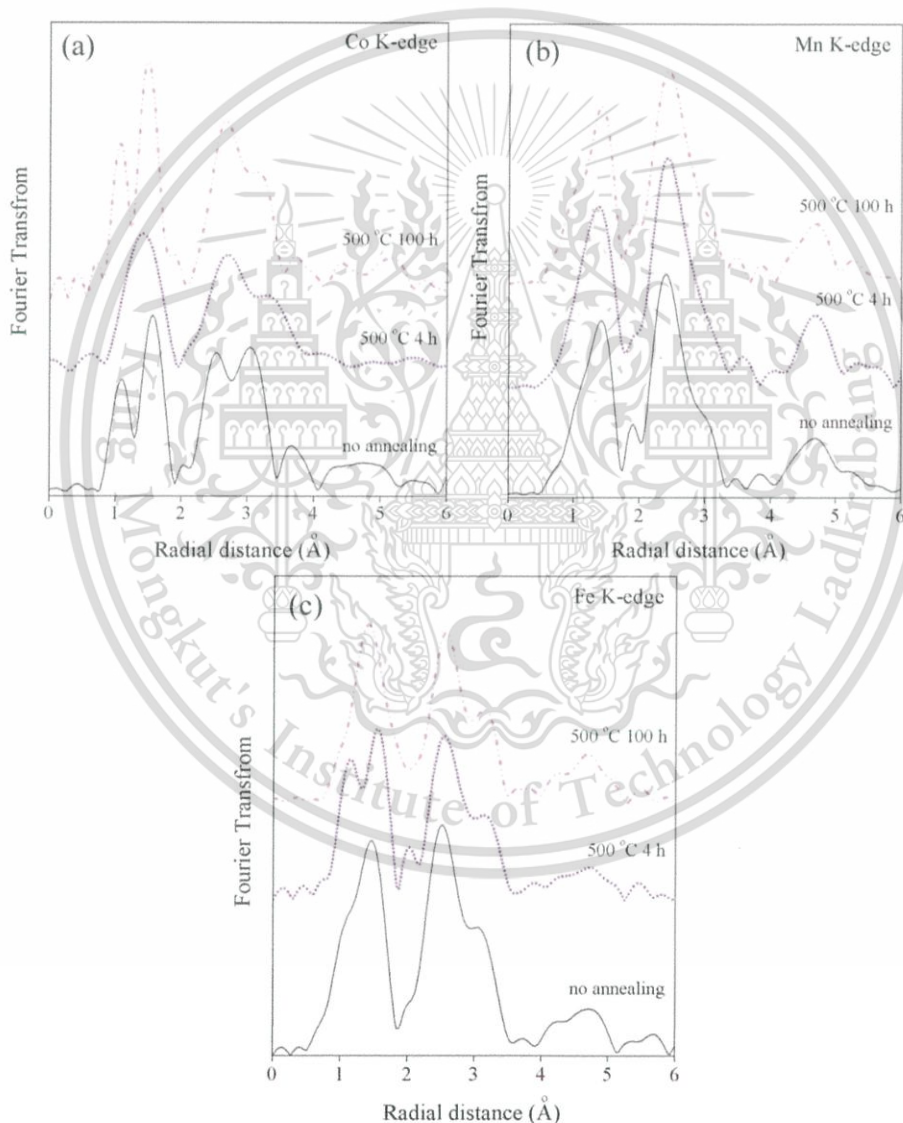 (a)
Co K-edge
Fourier Transfrom
500 °C 100 h
500 °C 4 h
no annealing
0 1 2 3 4 5 6
Radial distance (Å)
(b)
Mn K-edge
Fourier Transfrom
500 °C 100 h
500 °C 4 h
no annealing
0 1 2 3 4 5 6
Radial distance (Å)
(c)
Fe K-edge
Fourier Transfrom
500 °C 100 h
500 °C 4 h
no annealing
0 1 2 3 4 5 6
Radial distance (Å)
King Mongkut's Institute of Technology Ladkrabang